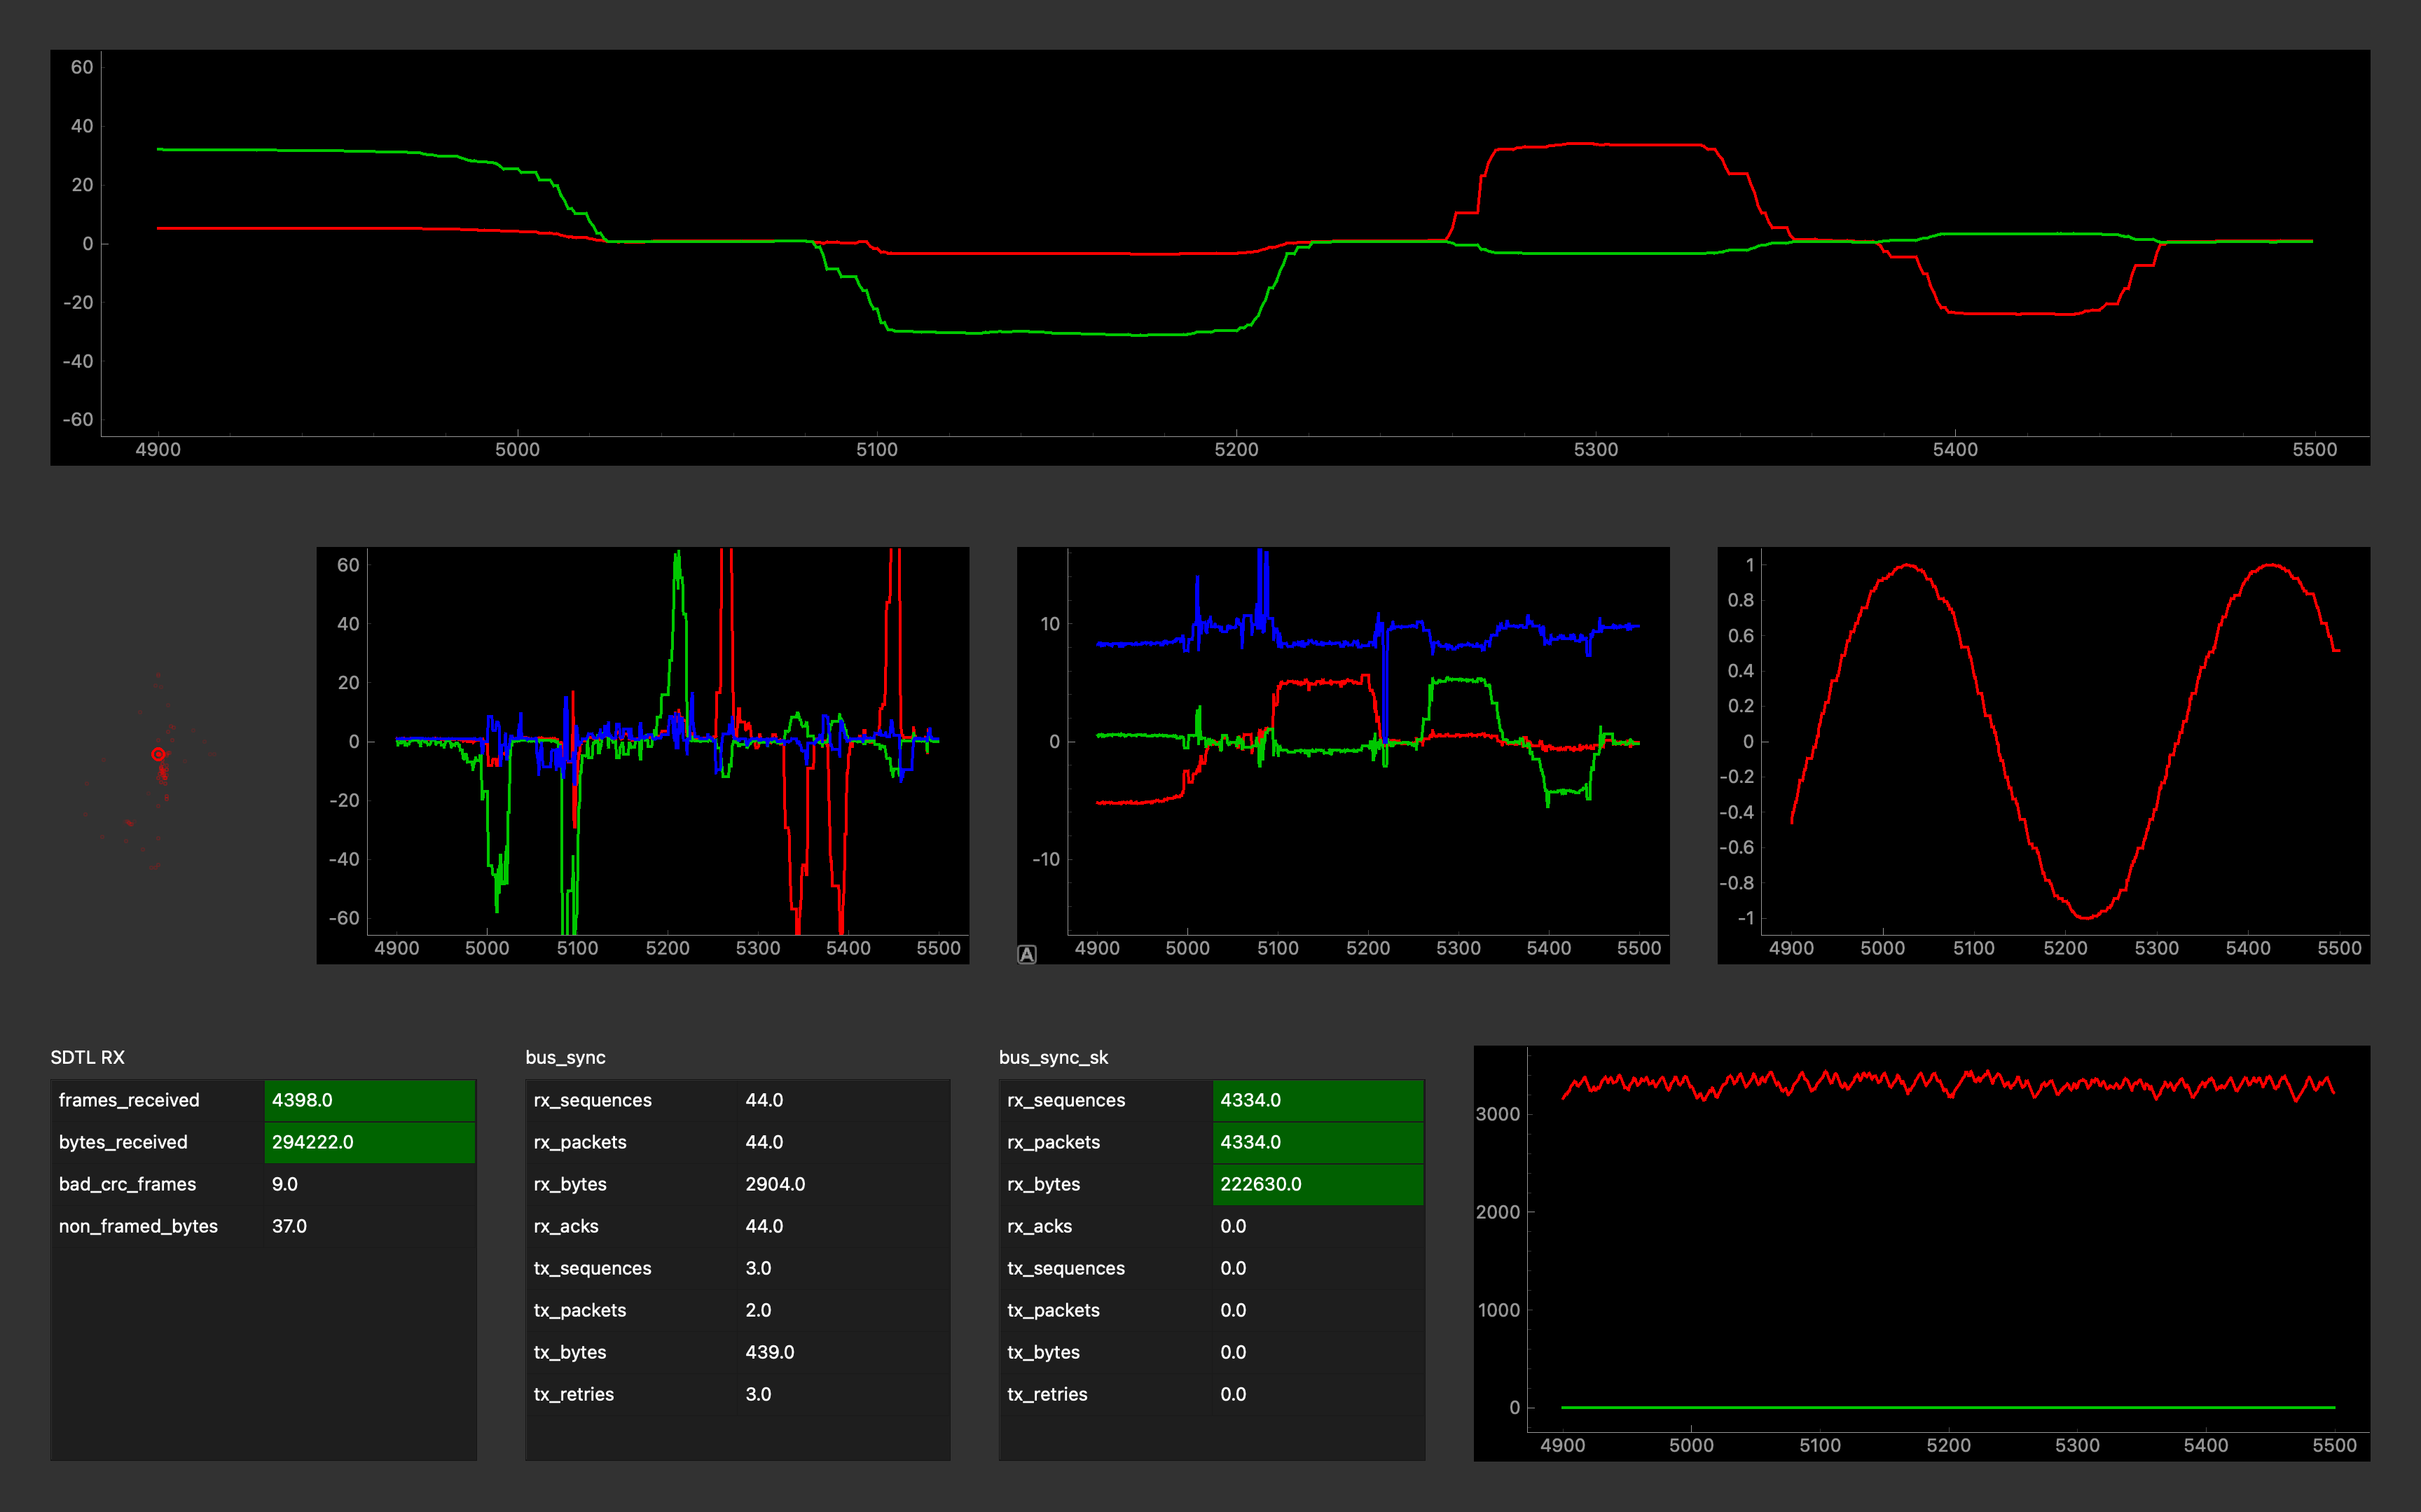 60
40
20
0
-20
-40
-60
4900 5000 5100 5200 5300 5400 5500
60
40
20
0
-20
-40
-60
4900 5000 5100 5200 5300 5400 5500
10
0
-10
A
4900 5000 5100 5200 5300 5400 5500
1
0.8
0.6
0.4
0.2
0
-0.2
-0.4
-0.6
-0.8
-1
4900 5000 5100 5200 5300 5400 5500
SDTL RX
frames_received 4398.0
bytes_received 294222.0
bad_crc_frames 9.0
non_framed_bytes 37.0
bus_sync
rx_sequences 44.0
rx_packets 44.0
rx_bytes 2904.0
rx_acks 44.0
tx_sequences 3.0
tx_packets 2.0
tx_bytes 439.0
tx_retries 3.0
bus_sync_sk
rx_sequences 4334.0
rx_packets 4334.0
rx_bytes 222630.0
rx_acks 0.0
tx_sequences 0.0
tx_packets 0.0
tx_bytes 0.0
tx_retries 0.0
3000
2000
1000
0
4900 5000 5100 5200 5300 5400 5500